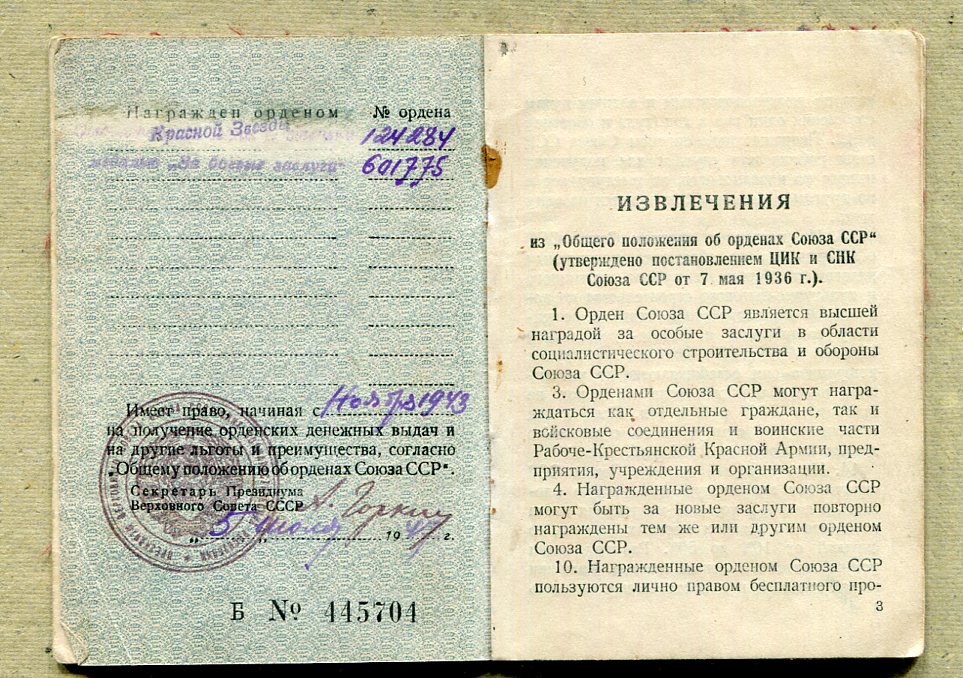 Награжден орденом № ордена
Красной Звезды 124284
медалью „За боевые заслуги" 601775
Имеет право, начиная с Ноября 1943
на получение орденских денежных выдач и
на другие льготы и преимущества, согласно
„Общему положению об орденах Союза ССР".
Секретарь Президиума
Верховного Совета СССР А. Горкин
„5" июля 1947 г.
Б № 445704
ИЗВЛЕЧЕНИЯ
из „Общего положения об орденах Союза ССР"
(утверждено постановлением ЦИК и СНК
Союза ССР от 7 мая 1936 г.).
1. Орден Союза ССР является высшей
наградой за особые заслуги в области
социалистического строительства и обороны
Союза ССР.
3. Орденами Союза ССР могут награ-
ждаться как отдельные граждане, так и
войсковые соединения и воинские части
Рабоче-Крестьянской Красной Армии, пред-
приятия, учреждения и организации.
4. Награжденные орденом Союза ССР
могут быть за новые заслуги повторно
награждены тем же или другим орденом
Союза ССР.
10. Награжденные орденом Союза ССР
пользуются лично правом бесплатного про-
3